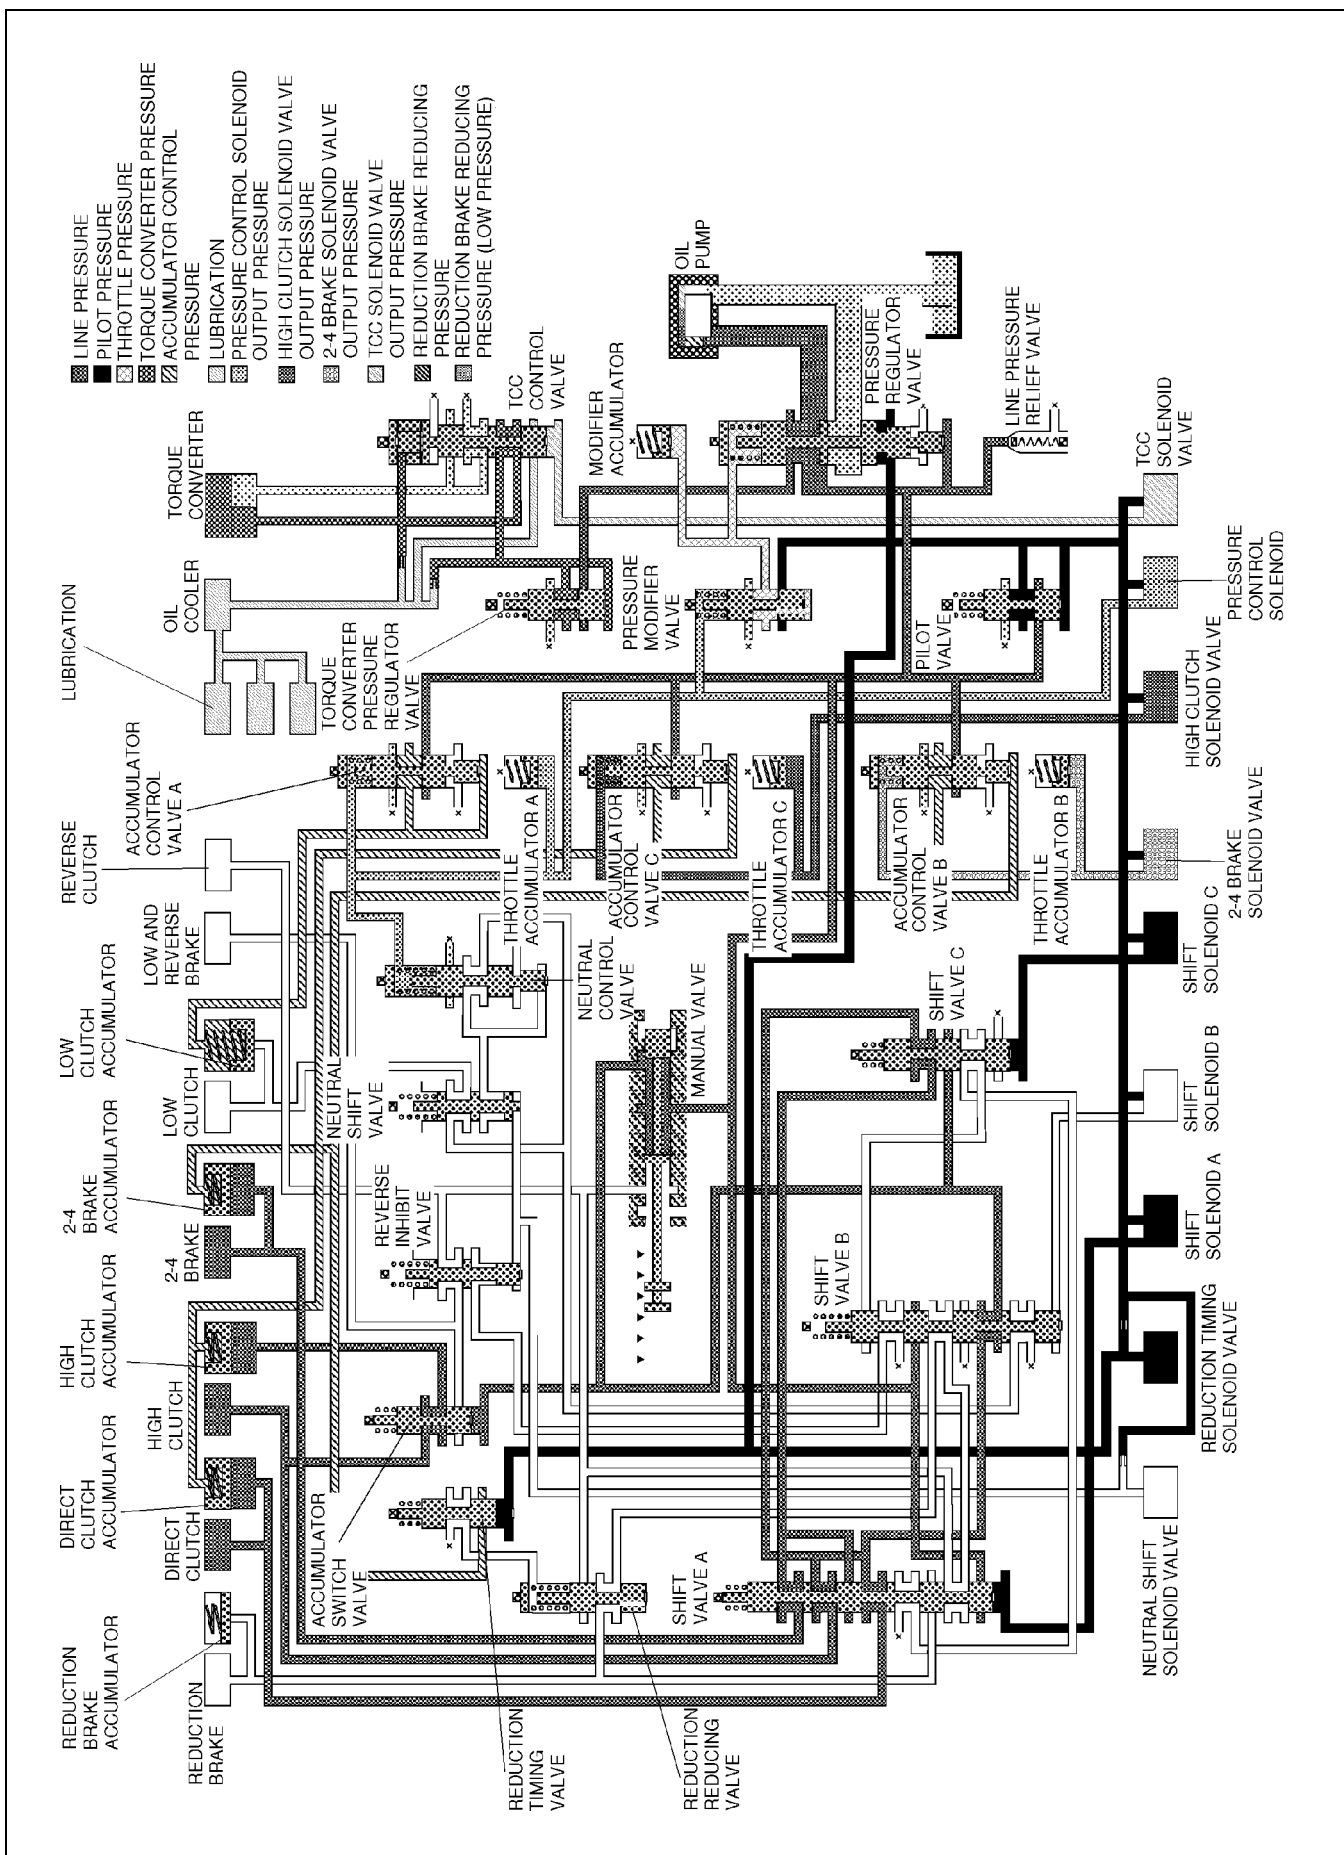 LINE PRESSURE
PILOT PRESSURE
THROTTLE PRESSURE
TORQUE CONVERTER PRESSURE
ACCUMULATOR CONTROL
PRESSURE
LUBRICATION
PRESSURE CONTROL SOLENOID
OUTPUT PRESSURE
HIGH CLUTCH SOLENOID VALVE
OUTPUT PRESSURE
2-4 BRAKE SOLENOID VALVE
OUTPUT PRESSURE
TCC SOLENOID VALVE
OUTPUT PRESSURE
REDUCTION BRAKE REDUCING
PRESSURE
REDUCTION BRAKE REDUCING
PRESSURE (LOW PRESSURE)
REDUCTION
BRAKE
ACCUMULATOR
REDUCTION
BRAKE
DIRECT
CLUTCH
ACCUMULATOR
DIRECT
CLUTCH
HIGH
CLUTCH
ACCUMULATOR
HIGH
CLUTCH
2-4
BRAKE
ACCUMULATOR
2-4
BRAKE
LOW
CLUTCH
ACCUMULATOR
LOW
CLUTCH
LOW AND
REVERSE
BRAKE
REVERSE
CLUTCH
ACCUMULATOR
CONTROL
VALVE A
LUBRICATION
OIL
COOLER
TORQUE
CONVERTER
TORQUE
CONVERTER
PRESSURE
REGULATOR
VALVE
TCC
CONTROL
VALVE
ACCUMULATOR
SWITCH
VALVE
REVERSE
INHIBIT
VALVE
NEUTRAL
SHIFT
VALVE
NEUTRAL
CONTROL
VALVE
THROTTLE
ACCUMULATOR A
ACCUMULATOR
CONTROL
VALVE C
PRESSURE
MODIFIER
VALVE
MODIFIER
ACCUMULATOR
OIL
PUMP
REDUCTION
TIMING
VALVE
REDUCTION
REDUCING
VALVE
SHIFT
VALVE A
MANUAL VALVE
THROTTLE
ACCUMULATOR C
PRESSURE
REGULATOR
VALVE
SHIFT
VALVE B
SHIFT
VALVE C
ACCUMULATOR
CONTROL
VALVE B
PILOT
VALVE
LINE PRESSURE
RELIEF VALVE
THROTTLE
ACCUMULATOR B
NEUTRAL SHIFT
SOLENOID VALVE
REDUCTION TIMING
SOLENOID VALVE
SHIFT
SOLENOID A
SHIFT
SOLENOID B
SHIFT
SOLENOID C
2-4 BRAKE
SOLENOID VALVE
HIGH CLUTCH
SOLENOID VALVE
PRESSURE
CONTROL
SOLENOID
TCC
SOLENOID
VALVE